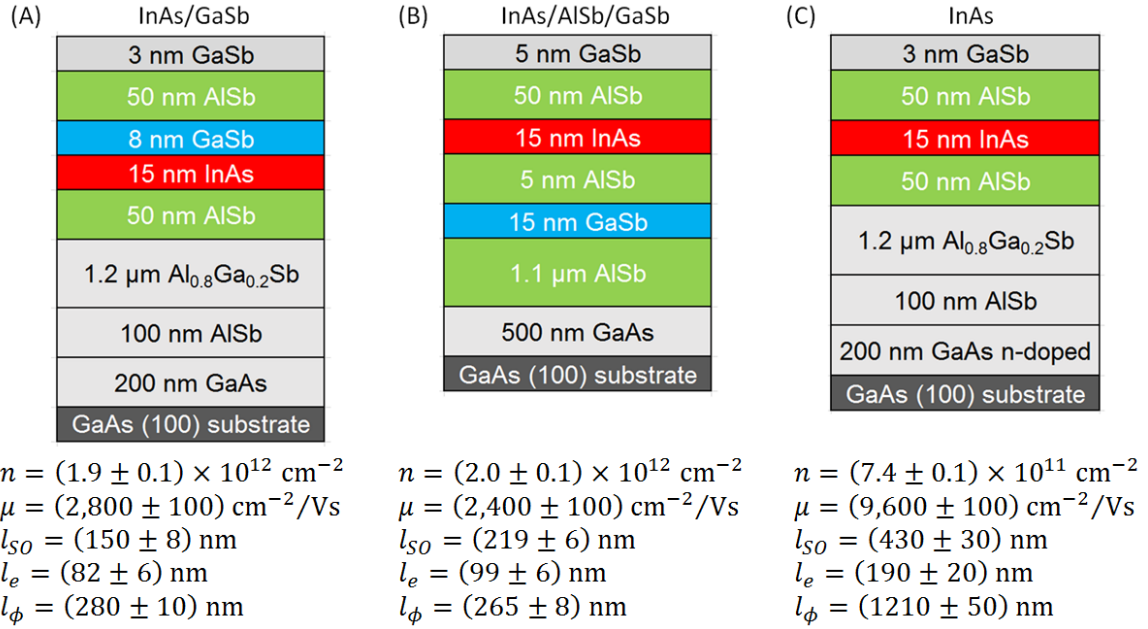 (A) InAs/GaSb
3 nm GaSb
50 nm AlSb
8 nm GaSb
15 nm InAs
50 nm AlSb
1.2 μm Al₀.₈Ga₀.₂Sb
100 nm AlSb
200 nm GaAs
GaAs (100) substrate
n = (1.9 ± 0.1) × 10¹² cm⁻²
μ = (2,800 ± 100) cm⁻²/Vs
l_SO = (150 ± 8) nm
l_e = (82 ± 6) nm
l_ϕ = (280 ± 10) nm
(B) InAs/AlSb/GaSb
5 nm GaSb
50 nm AlSb
15 nm InAs
5 nm AlSb
15 nm GaSb
1.1 μm AlSb
500 nm GaAs
GaAs (100) substrate
n = (2.0 ± 0.1) × 10¹² cm⁻²
μ = (2,400 ± 100) cm⁻²/Vs
l_SO = (219 ± 6) nm
l_e = (99 ± 6) nm
l_ϕ = (265 ± 8) nm
(C) InAs
3 nm GaSb
50 nm AlSb
15 nm InAs
50 nm AlSb
1.2 μm Al₀.₈Ga₀.₂Sb
100 nm AlSb
200 nm GaAs n-doped
GaAs (100) substrate
n = (7.4 ± 0.1) × 10¹¹ cm⁻²
μ = (9,600 ± 100) cm⁻²/Vs
l_SO = (430 ± 30) nm
l_e = (190 ± 20) nm
l_ϕ = (1210 ± 50) nm